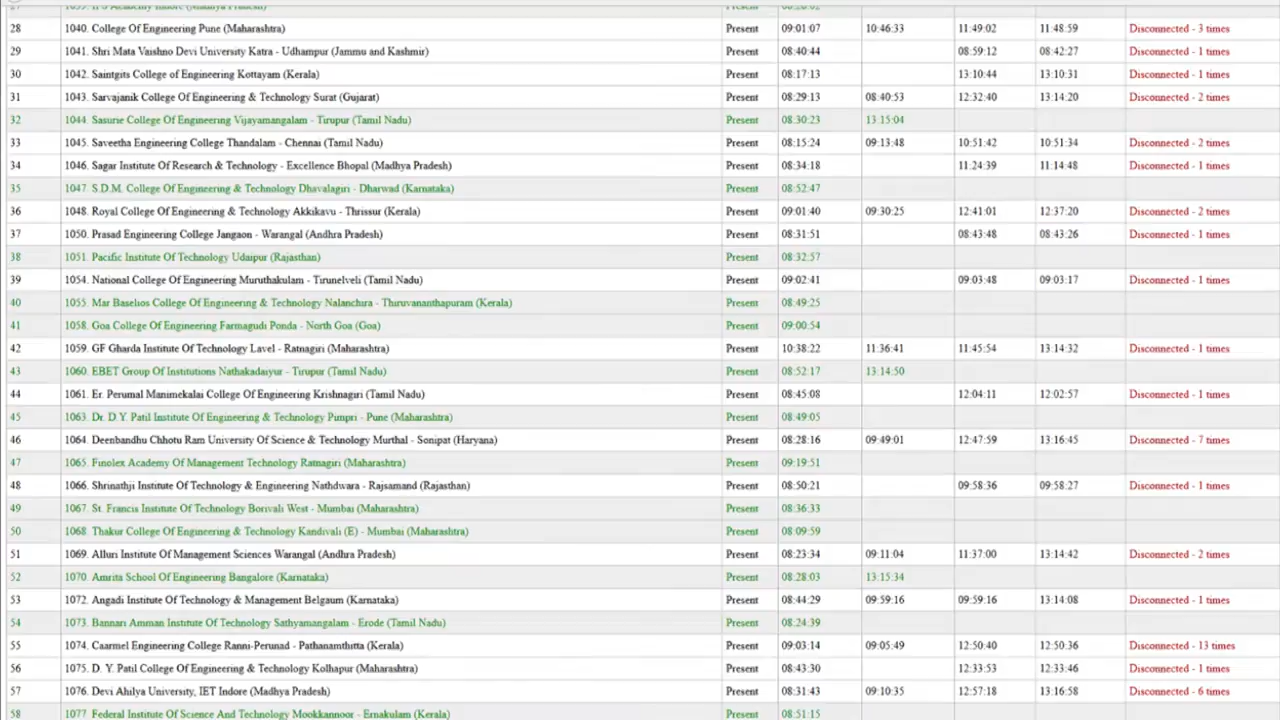 28 1040. College Of Engineering Pune (Maharashtra) Present 09:01:07 10:46:33 11:49:02 11:48:59 Disconnected - 3 times
29 1041. Shri Mata Vaishno Devi University Katra - Udhampur (Jammu and Kashmir) Present 08:40:44 08:59:12 08:42:27 Disconnected - 1 times
30 1042. Saintgits College of Engineering Kottayam (Kerala) Present 08:17:13 13:10:44 13:10:31 Disconnected - 1 times
31 1043. Sarvajanik College Of Engineering & Technology Surat (Gujarat) Present 08:29:13 08:40:53 12:32:40 13:14:20 Disconnected - 2 times
32 1044. Sasurie College Of Engineering Vijayamangalam - Tirupur (Tamil Nadu) Present 08:30:23 13:15:04
33 1045. Saveetha Engineering College Thandalam - Chennai (Tamil Nadu) Present 08:15:24 09:13:48 10:51:42 10:51:34 Disconnected - 2 times
34 1046. Sagar Institute Of Research & Technology - Excellence Bhopal (Madhya Pradesh) Present 08:34:18 11:24:39 11:14:48 Disconnected - 1 times
35 1047. S.D.M. College Of Engineering & Technology Dhavalagiri - Dharwad (Karnataka) Present 08:52:47
36 1048. Royal College Of Engineering & Technology Akkikavu - Thrissur (Kerala) Present 09:01:40 09:30:25 12:41:01 12:37:20 Disconnected - 2 times
37 1050. Prasad Engineering College Jangaon - Warangal (Andhra Pradesh) Present 08:31:51 08:43:48 08:43:26 Disconnected - 1 times
38 1051. Pacific Institute Of Technology Udaipur (Rajasthan) Present 08:32:57
39 1054. National College Of Engineering Muruthakulam - Tirunelveli (Tamil Nadu) Present 09:02:41 09:03:48 09:03:17 Disconnected - 1 times
40 1055. Mar Baselios College Of Engineering & Technology Nalanchura - Thiruvananthapuram (Kerala) Present 08:49:25
41 1058. Goa College Of Engineering Farmagudi Ponda - North Goa (Goa) Present 09:00:54
42 1059. GF Gharda Institute Of Technology Lavel - Ratnagiri (Maharashtra) Present 10:38:22 11:36:41 11:45:54 13:14:32 Disconnected - 1 times
43 1060. EBET Group Of Institutions Nathakadaiyur - Tirupur (Tamil Nadu) Present 08:52:17 13:14:50
44 1061. Er. Perumal Manimekalai College Of Engineering Krishnagiri (Tamil Nadu) Present 08:45:08 12:04:11 12:02:57 Disconnected - 1 times
45 1063. Dr. D.Y. Patil Institute Of Engineering & Technology Pimpri - Pune (Maharashtra) Present 08:49:05
46 1064. Deenbandhu Chhotu Ram University Of Science & Technology Murthal - Sonipat (Haryana) Present 08:28:16 09:49:01 12:47:59 13:16:45 Disconnected - 7 times
47 1065. Finolex Academy Of Management Technology Ratnagiri (Maharashtra) Present 09:19:51
48 1066. Shrinathji Institute Of Technology & Engineering Nathdwara - Rajsamand (Rajasthan) Present 08:50:21 09:58:36 09:58:27 Disconnected - 1 times
49 1067. St. Francis Institute Of Technology Borivali West - Mumbai (Maharashtra) Present 08:36:33
50 1068. Thakur College Of Engineering & Technology Kandivali (E) - Mumbai (Maharashtra) Present 08:09:59
51 1069. Alluri Institute Of Management Sciences Warangal (Andhra Pradesh) Present 08:23:34 09:11:04 11:37:00 13:14:42 Disconnected - 2 times
52 1070. Amrita School Of Engineering Bangalore (Karnataka) Present 08:28:03 13:15:34
53 1072. Angadi Institute Of Technology & Management Belgaum (Karnataka) Present 08:44:29 09:59:16 09:59:16 13:14:08 Disconnected - 1 times
54 1073. Bannari Amman Institute Of Technology Sathyamangalam - Erode (Tamil Nadu) Present 08:24:39
55 1074. Caarmel Engineering College Ranni-Perunad - Pathanamthitta (Kerala) Present 09:03:14 09:05:49 12:50:40 12:50:36 Disconnected - 13 times
56 1075. D. Y. Patil College Of Engineering & Technology Kolhapur (Maharashtra) Present 08:43:30 12:33:53 12:33:46 Disconnected - 1 times
57 1076. Devi Ahilya University, IET Indore (Madhya Pradesh) Present 08:31:43 09:10:35 12:57:18 13:16:58 Disconnected - 6 times
58 1077. Federal Institute Of Science And Technology Mookkannoor - Ernakulam (Kerala) Present 08:51:15